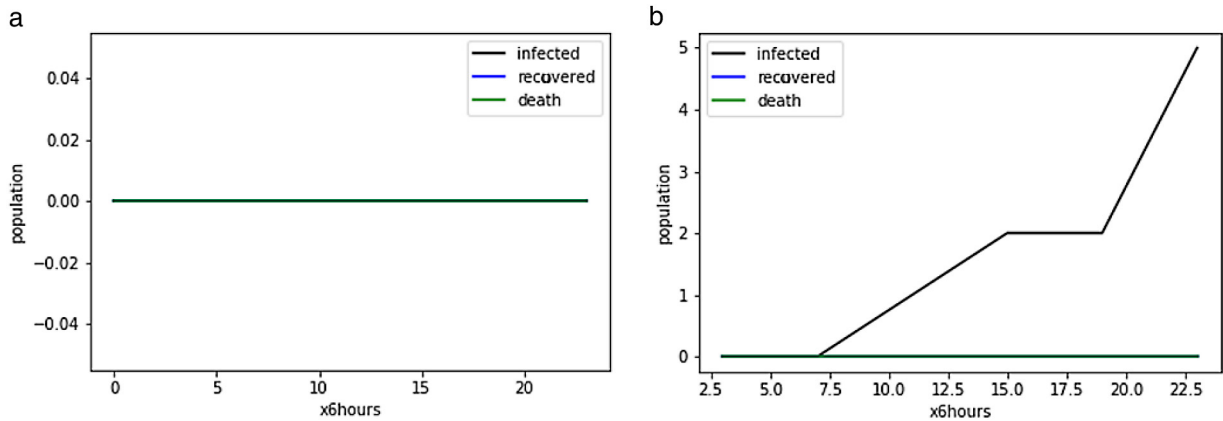 a
infected
recovered
death
0.04
0.02
0.00
−0.02
−0.04
population
0
5
10
15
20
x6hours
b
infected
recovered
death
5
4
3
2
1
0
population
2.5
5.0
7.5
10.0
12.5
15.0
17.5
20.0
22.5
x6hours